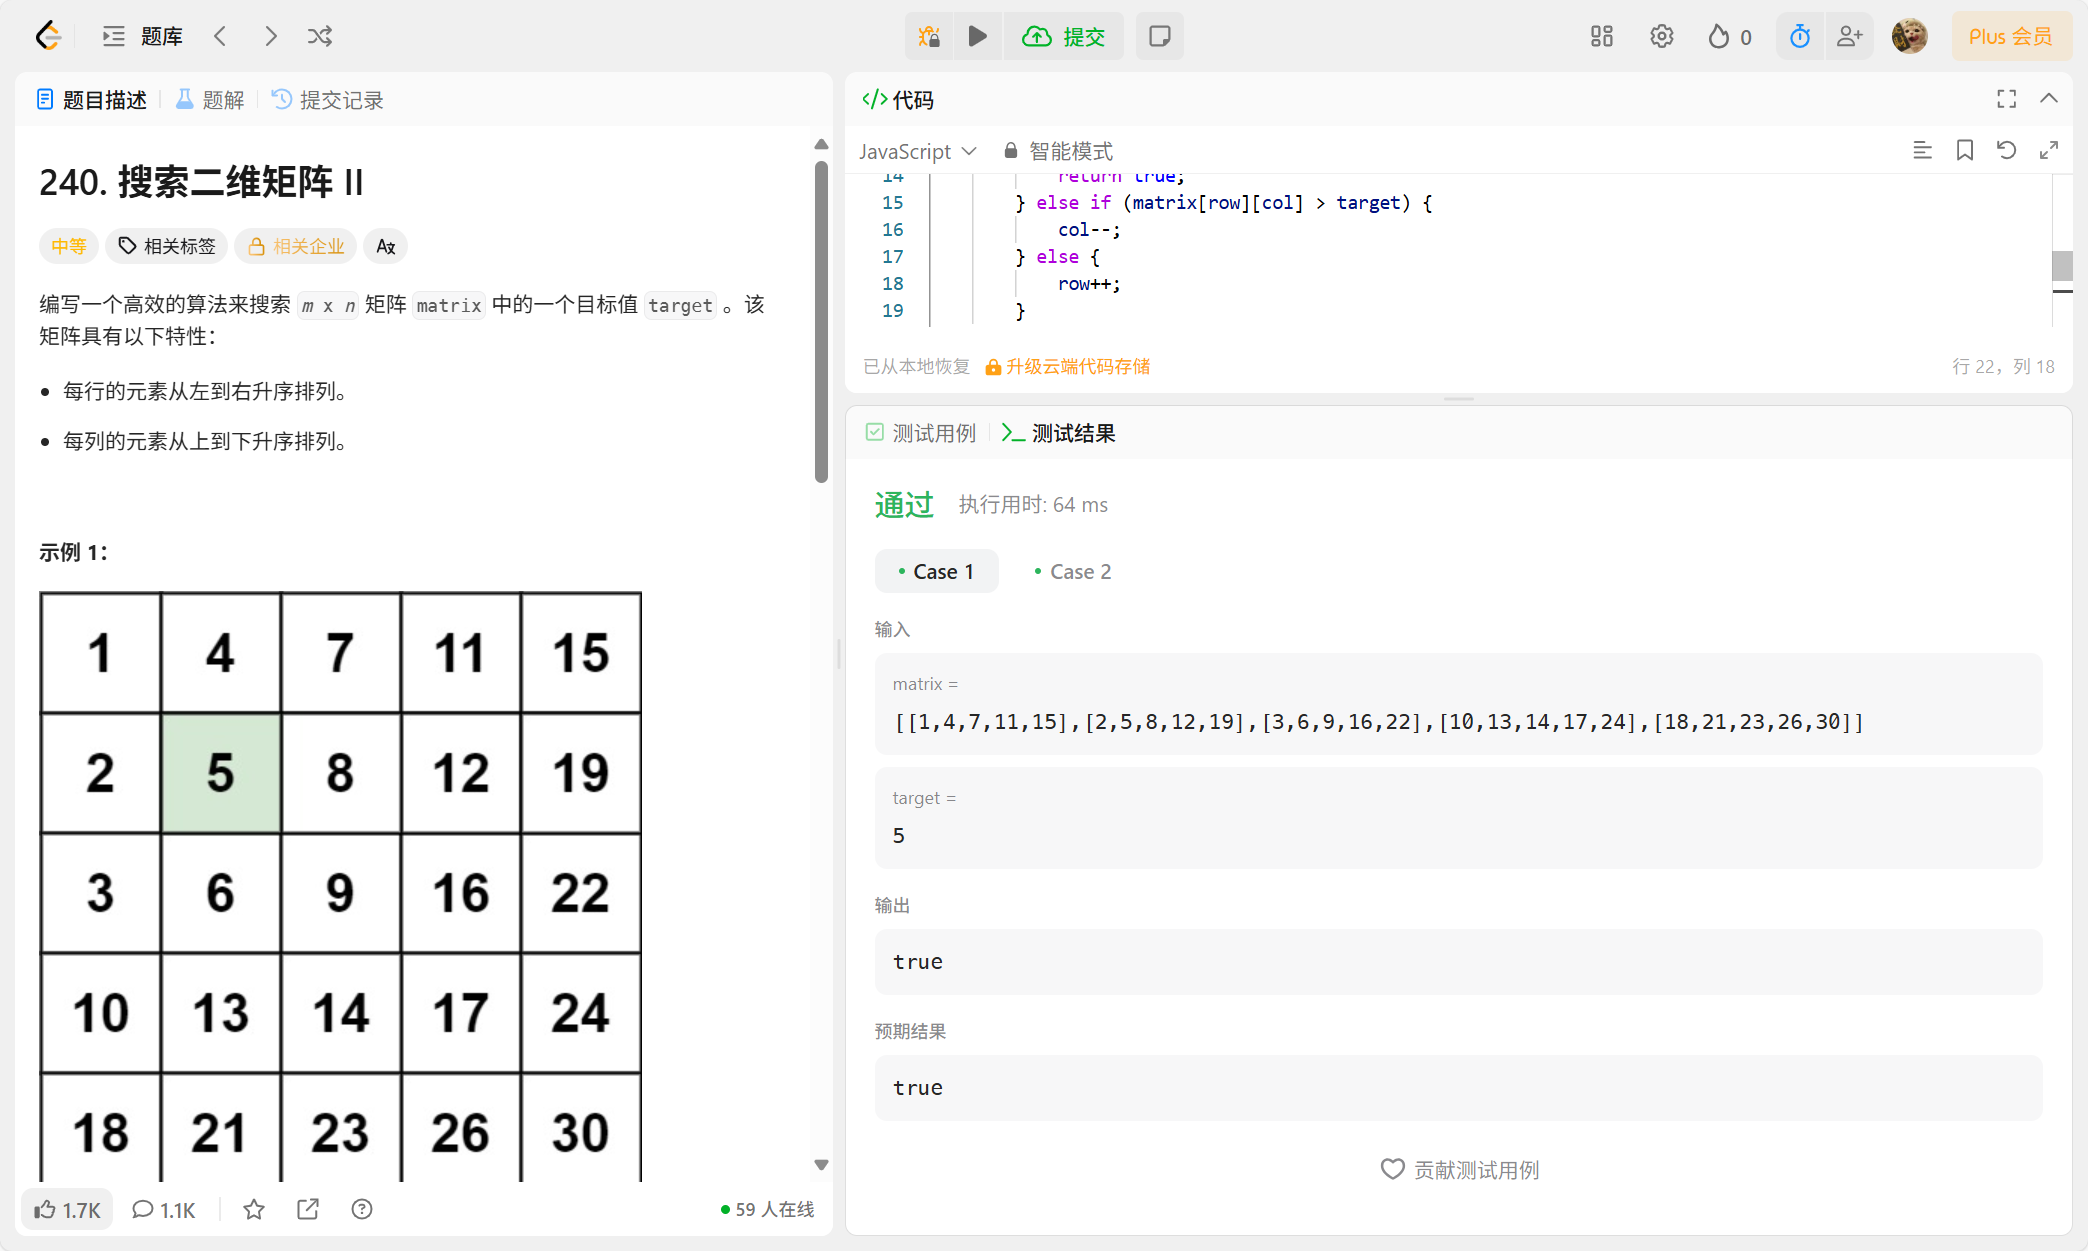 题库
提交
0
Plus 会员
题目描述
题解
提交记录
240. 搜索二维矩阵 II
中等
相关标签
相关企业
编写一个高效的算法来搜索 m x n 矩阵 matrix 中的一个目标值 target 。该
矩阵具有以下特性：
每行的元素从左到右升序排列。
每列的元素从上到下升序排列。
示例 1：
1 4 7 11 15
2 5 8 12 19
3 6 9 16 22
10 13 14 17 24
18 21 23 26 30
1.7K
1.1K
59 人在线
</> 代码
JavaScript
智能模式
14 return true;
15 } else if (matrix[row][col] > target) {
16 col--;
17 } else {
18 row++;
19 }
已从本地恢复
升级云端代码存储
行 22，列 18
测试用例
测试结果
通过
执行用时: 64 ms
Case 1
Case 2
输入
matrix =
[[1,4,7,11,15],[2,5,8,12,19],[3,6,9,16,22],[10,13,14,17,24],[18,21,23,26,30]]
target =
5
输出
true
预期结果
true
贡献测试用例